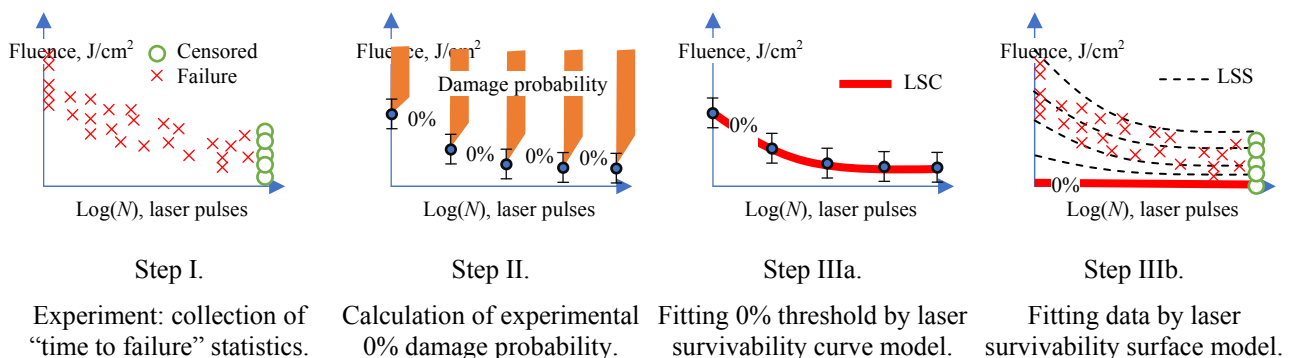 Fluence, J/cm²
Censored
Failure
Log(N), laser pulses
Step I.
Experiment: collection of
“time to failure” statistics.
Fluence, J/cm²
Damage probability
0%
0%
0%
0%
Log(N), laser pulses
Step II.
Calculation of experimental
0% damage probability.
Fluence, J/cm²
LSC
0%
Log(N), laser pulses
Step IIIa.
Fitting 0% threshold by laser
survivability curve model.
Fluence, J/cm²
LSS
0%
Log(N), laser pulses
Step IIIb.
Fitting data by laser
survivability surface model.